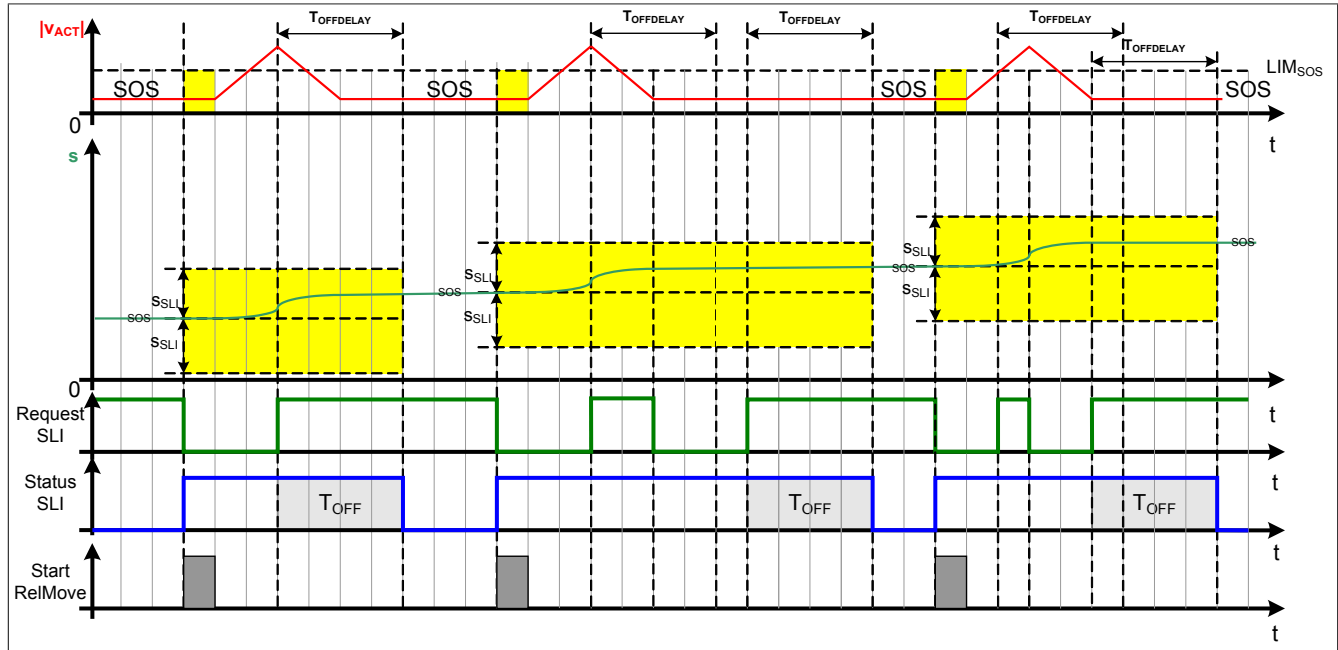 |vACT|
TOFFDELAY
TOFFDELAY
TOFFDELAY
TOFFDELAY
TOFFDELAY
LIMSOS
SOS
SOS
SOS
SOS
0
t
s
sSLI
SOS
sSLI
sSLI
SOS
sSLI
sSLI
SOS
sSLI
SOS
0
t
Request
SLI
t
Status
SLI
TOFF
TOFF
TOFF
t
Start
RelMove
t